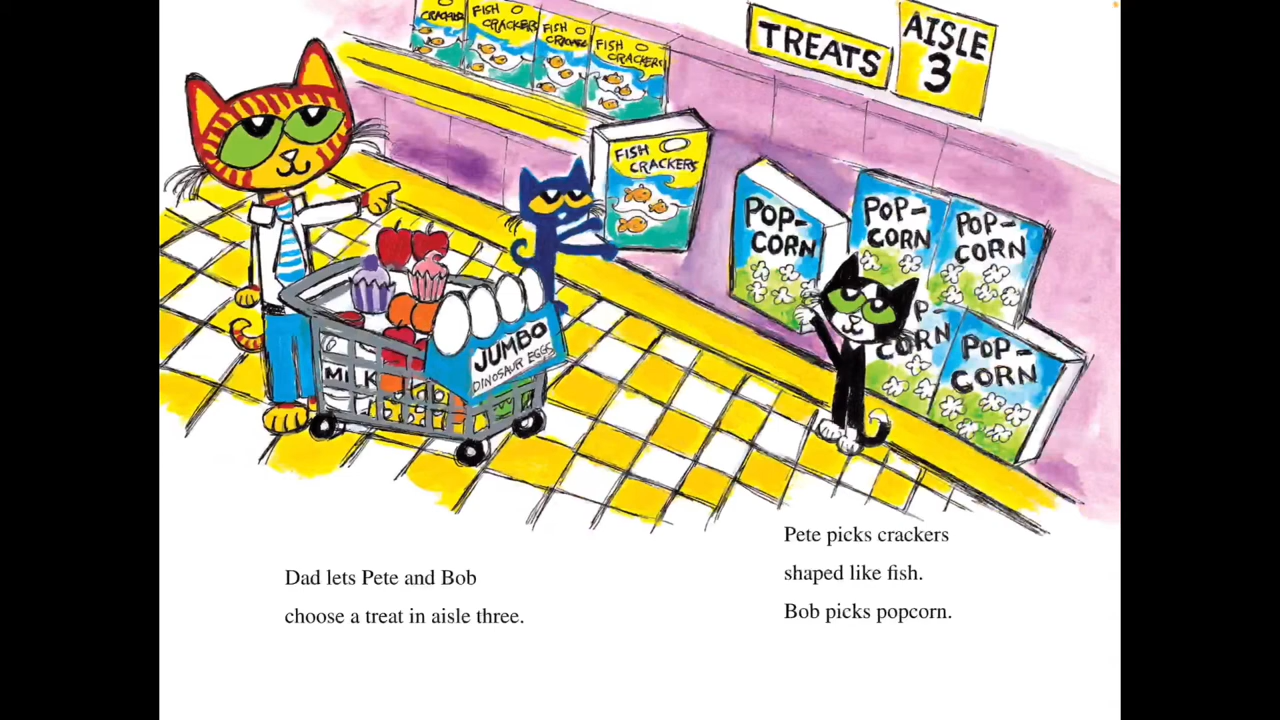 CRACKERS
FISH
CRACKERS
FISH
CRACKERS
FISH
CRACKERS
TREATS
AISLE
3
FISH
CRACKERS
POP-
CORN
POP-
CORN
POP-
CORN
P-
CORN
POP-
CORN
JUMBO
DINOSAUR EGGS
MILK
Dad lets Pete and Bob
choose a treat in aisle three.
Pete picks crackers
shaped like fish.
Bob picks popcorn.